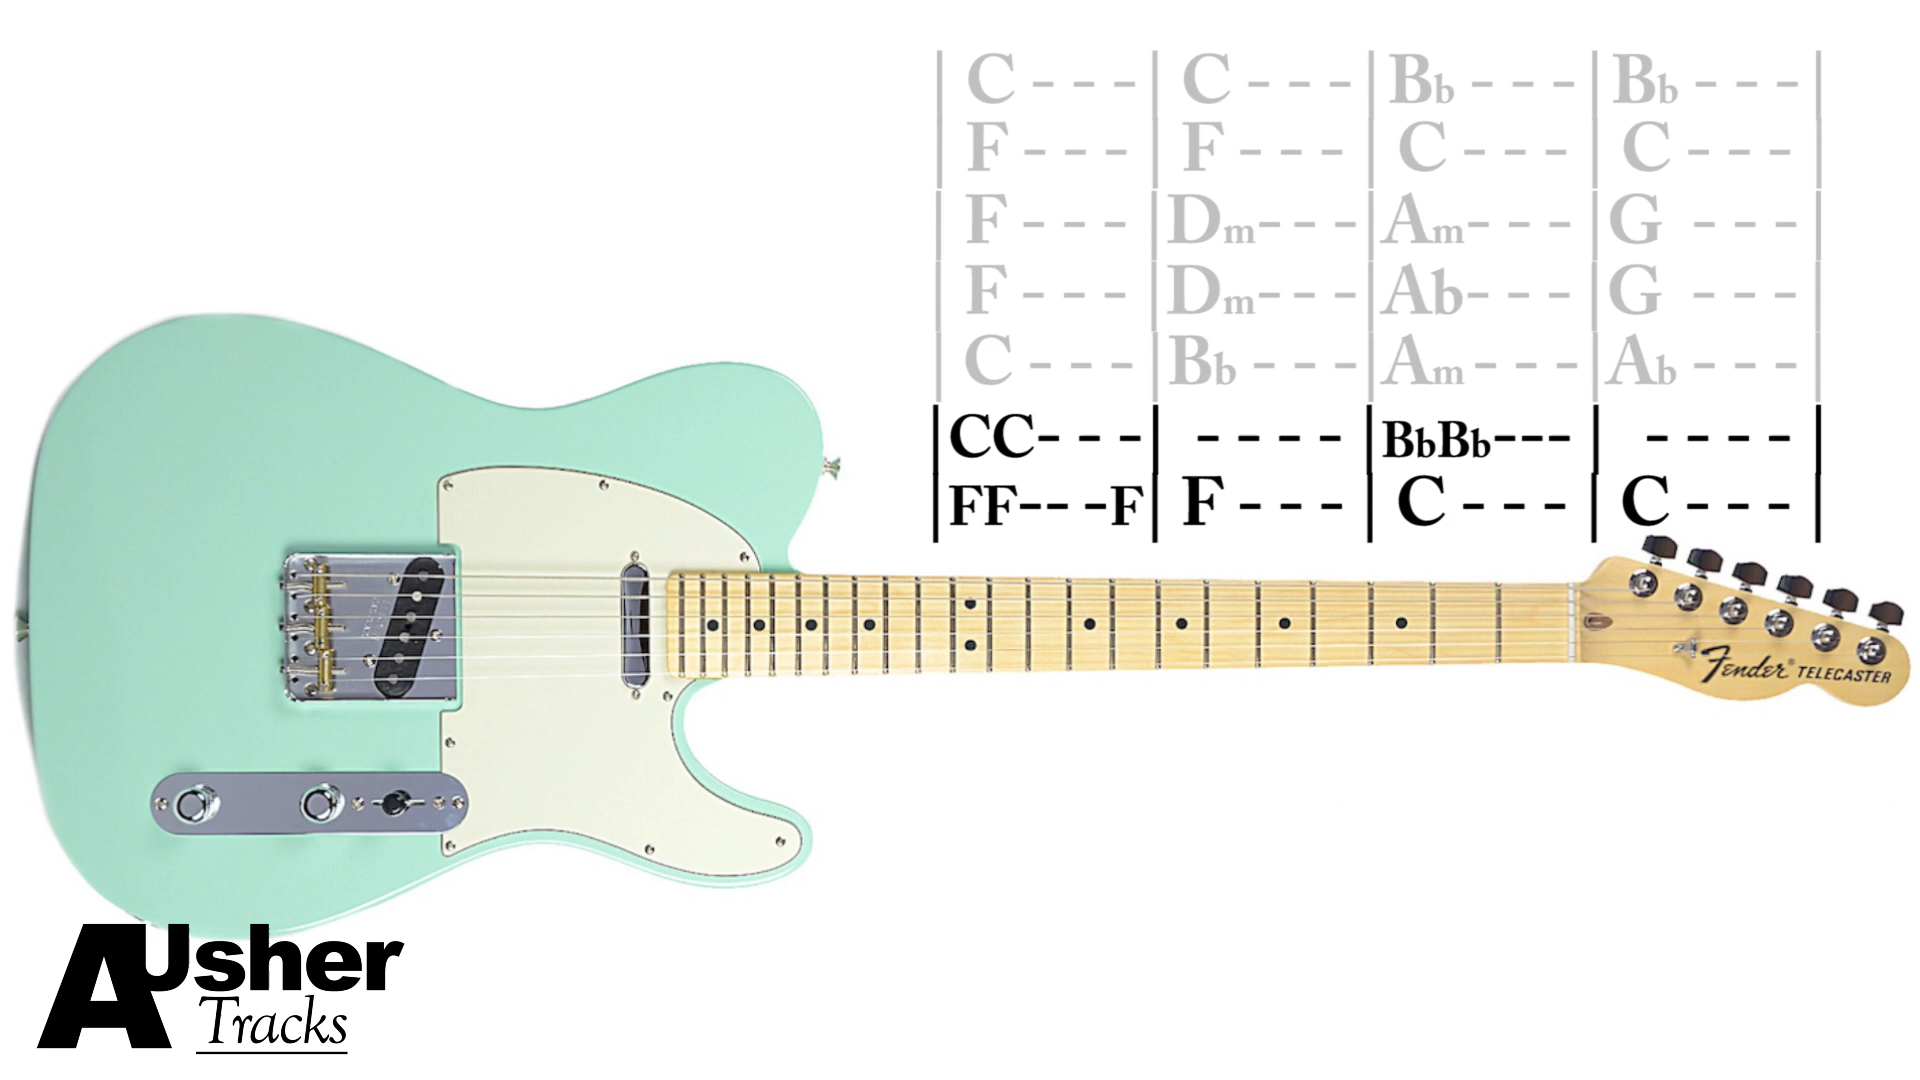 | C - - - | C - - - | Bb - - - | Bb - - - |
| F - - - | F - - - | C - - - | C - - - |
| F - - - | Dm- - - | Am- - - | G - - - |
| F - - - | Dm- - - | Ab- - - | G - - - |
| C - - - | Bb - - - | Am- - - | Ab - - - |
| CC- - - | - - - - | BbBb--- | - - - - |
| FF-- -F | F - - - | C - - - | C - - - |
Fender® TELECASTER
AUsher
Tracks